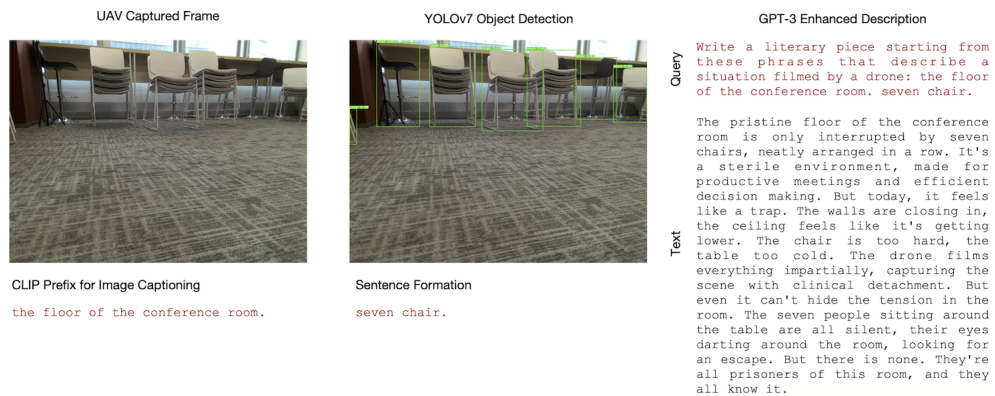 UAV Captured Frame
YOLOv7 Object Detection
GPT-3 Enhanced Description
CLIP Prefix for Image Captioning
the floor of the conference room.
Sentence Formation
seven chair.
Query
Write a literary piece starting from
these phrases that describe a
situation filmed by a drone: the floor
of the conference room. seven chair.
Text
The pristine floor of the conference
room is only interrupted by seven
chairs, neatly arranged in a row. It's
a sterile environment, made for
productive meetings and efficient
decision making. But today, it feels
like a trap. The walls are closing in,
the ceiling feels like it's getting
lower. The chair is too hard, the
table too cold. The drone films
everything impartially, capturing the
scene with clinical detachment. But
even it can't hide the tension in the
room. The seven people sitting around
the table are all silent, their eyes
darting around the room, looking for
an escape. But there is none. They're
all prisoners of this room, and they
all know it.